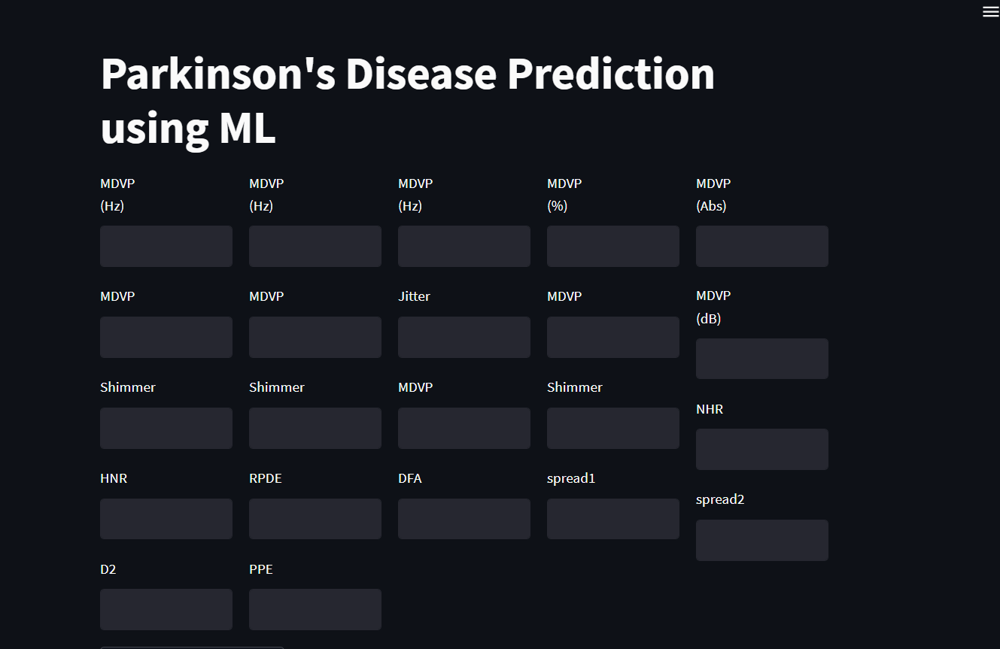 Parkinson's Disease Prediction
using ML
MDVP
(Hz)
MDVP
(Hz)
MDVP
(Hz)
MDVP
(%)
MDVP
(Abs)
MDVP
MDVP
Jitter
MDVP
MDVP
(dB)
Shimmer
Shimmer
MDVP
Shimmer
NHR
HNR
RPDE
DFA
spread1
spread2
D2
PPE